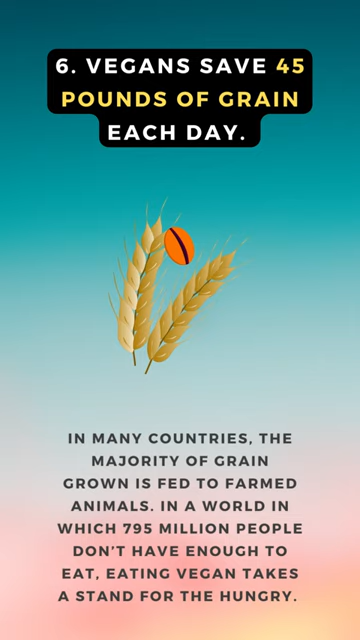 6. VEGANS SAVE 45
POUNDS OF GRAIN
EACH DAY.
IN MANY COUNTRIES, THE
MAJORITY OF GRAIN
GROWN IS FED TO FARMED
ANIMALS. IN A WORLD IN
WHICH 795 MILLION PEOPLE
DON'T HAVE ENOUGH TO
EAT, EATING VEGAN TAKES
A STAND FOR THE HUNGRY.